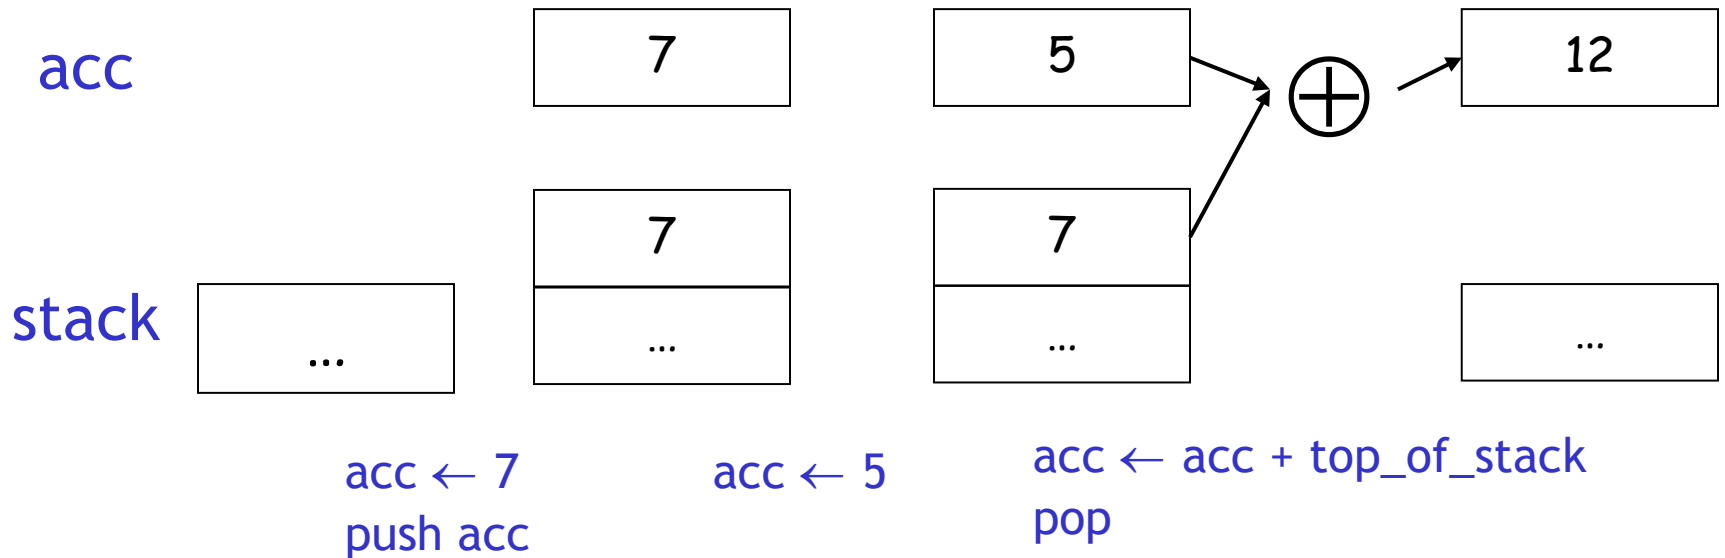 acc
7
5
12
7
7
stack
...
...
...
...
acc ← 7
push acc
acc ← 5
acc ← acc + top_of_stack
pop